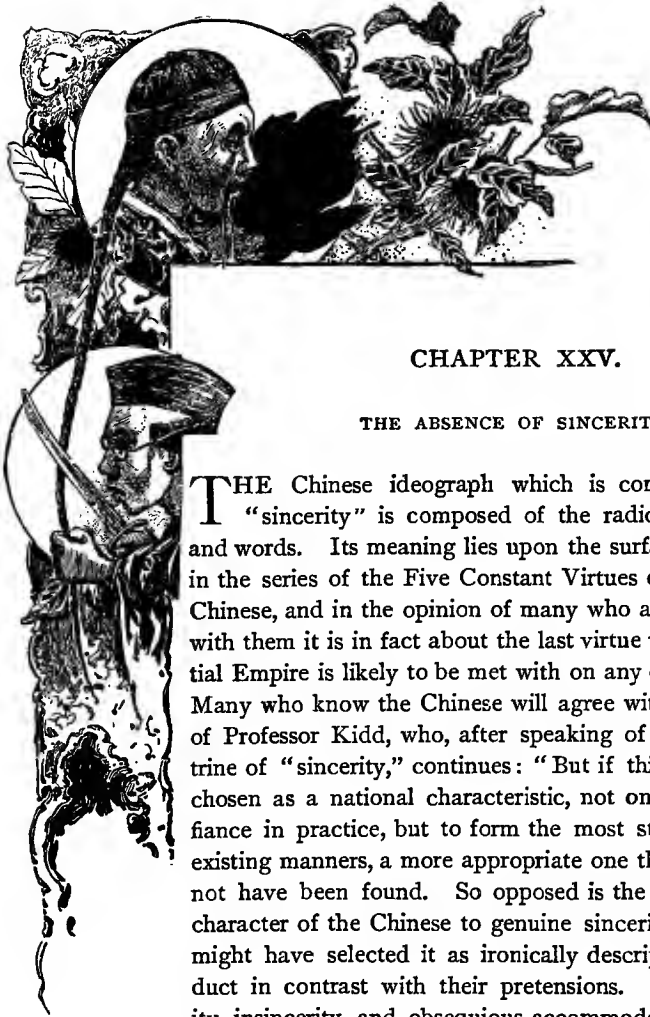 CHAPTER XXV.
THE ABSENCE OF SINCERIT
THE Chinese ideograph which is
"sincerity" is composed of the radic
and words. Its meaning lies upon the surf
in the series of the Five Constant Virtues
Chinese, and in the opinion of many who a
with them it is in fact about the last virtue
tial Empire is likely to be met with on any
Many who know the Chinese will agree wit
of Professor Kidd, who, after speaking of
trine of "sincerity," continues: "But if thi
chosen as a national characteristic, not on
fiance in practice, but to form the most st
existing manners, a more appropriate one th
not have been found. So opposed is the
character of the Chinese to genuine sinceri
might have selected it as ironically descri
duct in contrast with their pretensions.
ity, insincerity, and obsequious accommod